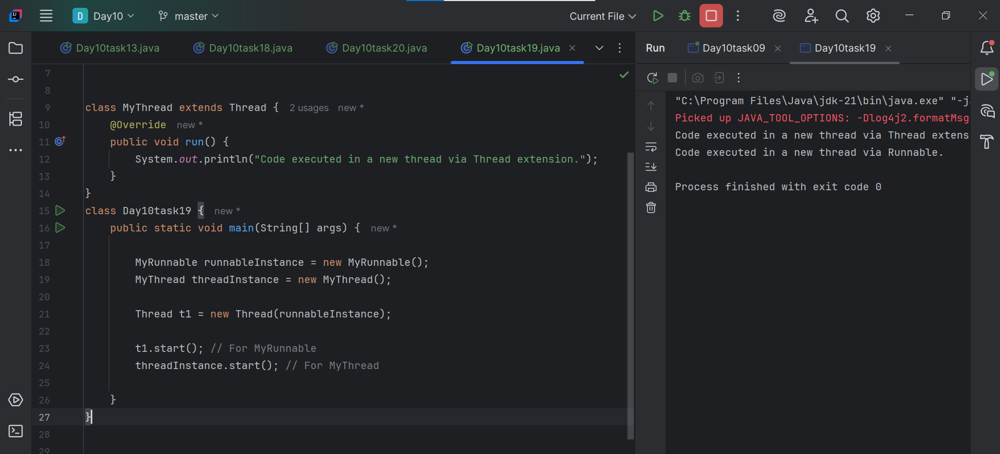 D Day10 master Current File
Day10task13.java Day10task18.java Day10task20.java Day10task19.java
Run Day10task09 Day10task19
7
8
9 class MyThread extends Thread { 2 usages new *
10 @Override new *
11 public void run() {
12 System.out.println("Code executed in a new thread via Thread extension.");
13 }
14 }
15 class Day10task19 { new *
16 public static void main(String[] args) { new *
17
18 MyRunnable runnableInstance = new MyRunnable();
19 MyThread threadInstance = new MyThread();
20
21 Thread t1 = new Thread(runnableInstance);
22
23 t1.start(); // For MyRunnable
24 threadInstance.start(); // For MyThread
25
26 }
27 }
28
29
"C:\Program Files\Java\jdk-21\bin\java.exe" "-ja
Picked up JAVA_TOOL_OPTIONS: -Dlog4j2.formatMsg
Code executed in a new thread via Thread extens
Code executed in a new thread via Runnable.
Process finished with exit code 0